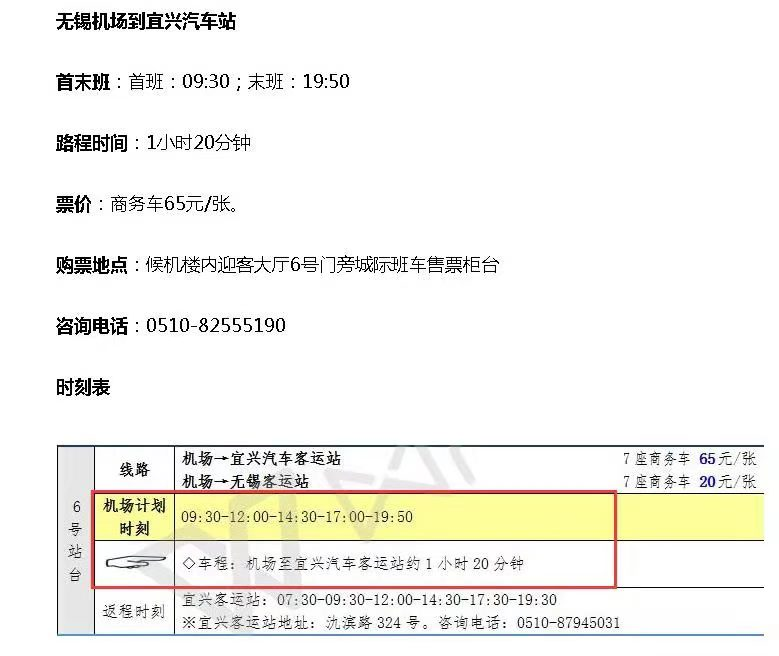 无锡机场到宜兴汽车站
首末班：首班：09:30；末班：19:50
路程时间：1小时20分钟
票价：商务车65元/张。
购票地点：候机楼内迎客大厅6号门旁城际班车售票柜台
咨询电话：0510-82555190
时刻表
6号站台
线路
机场→宜兴汽车客运站 7座商务车 65元/张
机场→无锡客运站 7座商务车 20元/张
机场计划时刻
09:30-12:00-14:30-17:00-19:50
◇车程：机场至宜兴汽车客运站约1小时20分钟
返程时刻
宜兴客运站：07:30-09:30-12:00-14:30-17:30-19:30
※宜兴客运站地址：氿滨路324号。咨询电话：0510-87945031